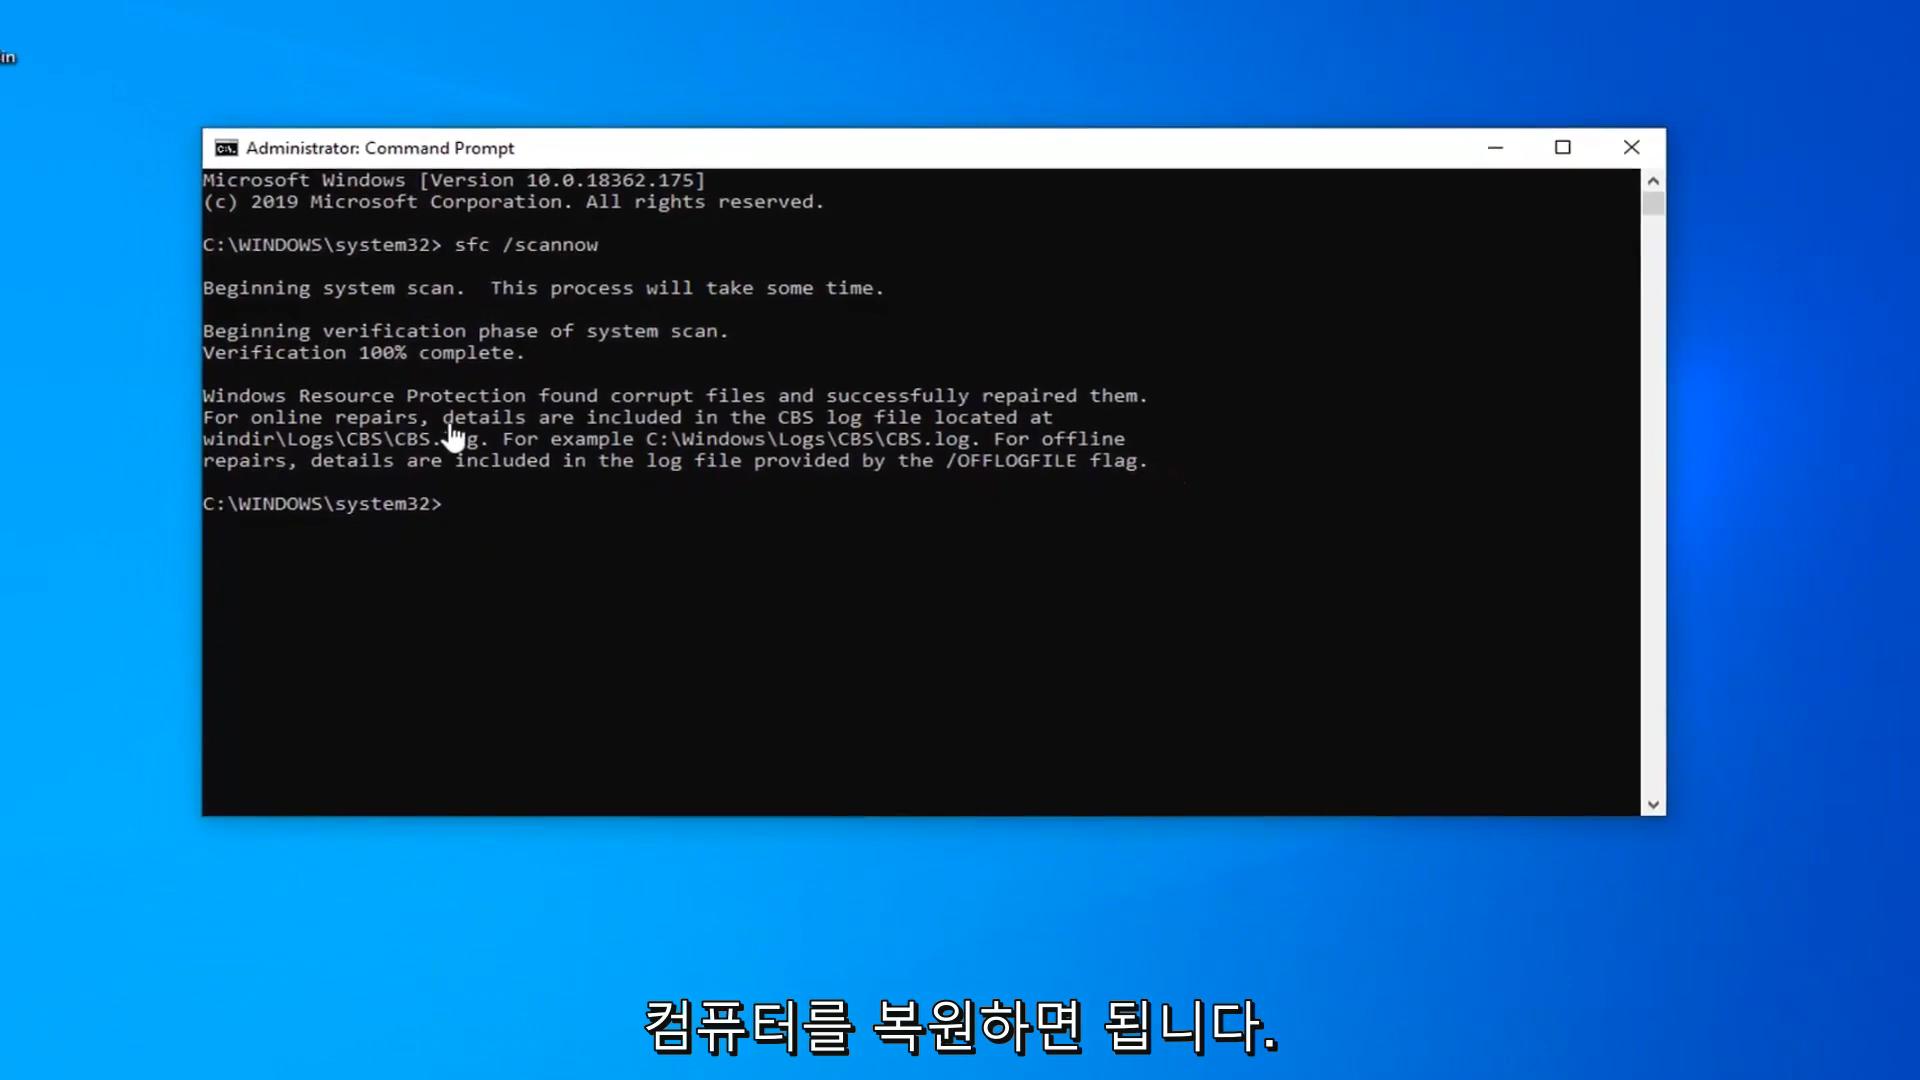 in
Administrator: Command Prompt
Microsoft Windows [Version 10.0.18362.175]
(c) 2019 Microsoft Corporation. All rights reserved.
C:\WINDOWS\system32> sfc /scannow
Beginning system scan.  This process will take some time.
Beginning verification phase of system scan.
Verification 100% complete.
Windows Resource Protection found corrupt files and successfully repaired them.
For online repairs, details are included in the CBS log file located at
windir\Logs\CBS\CBS.log. For example C:\Windows\Logs\CBS\CBS.log. For offline
repairs, details are included in the log file provided by the /OFFLOGFILE flag.
C:\WINDOWS\system32>
컴퓨터를 복원하면 됩니다.